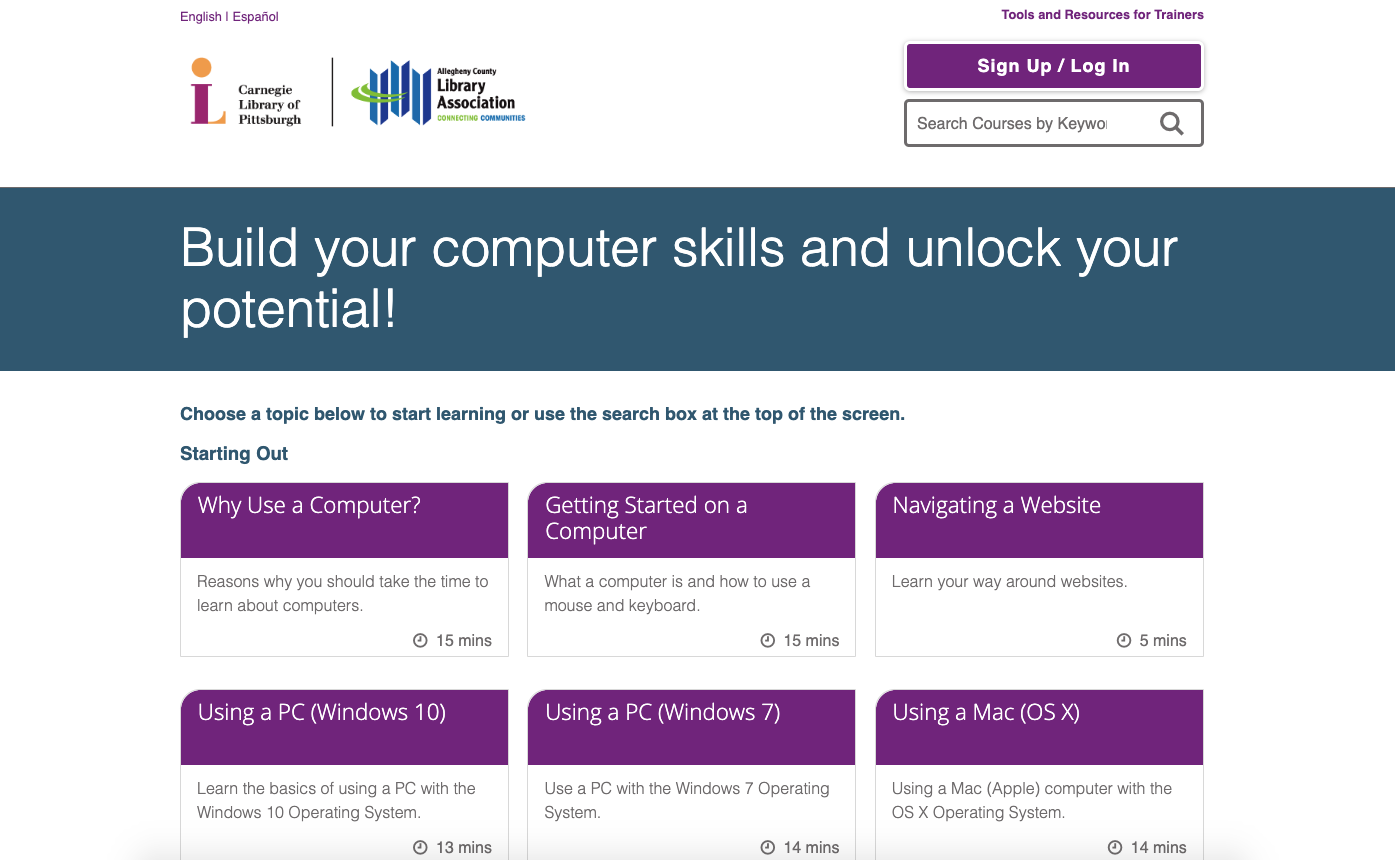 English | Español
Tools and Resources for Trainers
Carnegie
Library of
Pittsburgh
Allegheny County
Library
Association
CONNECTING COMMUNITIES
Sign Up / Log In
Search Courses by Keywo
Build your computer skills and unlock your
potential!
Choose a topic below to start learning or use the search box at the top of the screen.
Starting Out
Why Use a Computer?
Reasons why you should take the time to
learn about computers.
15 mins
Getting Started on a
Computer
What a computer is and how to use a
mouse and keyboard.
15 mins
Navigating a Website
Learn your way around websites.
5 mins
Using a PC (Windows 10)
Learn the basics of using a PC with the
Windows 10 Operating System.
13 mins
Using a PC (Windows 7)
Use a PC with the Windows 7 Operating
System.
14 mins
Using a Mac (OS X)
Using a Mac (Apple) computer with the
OS X Operating System.
14 mins